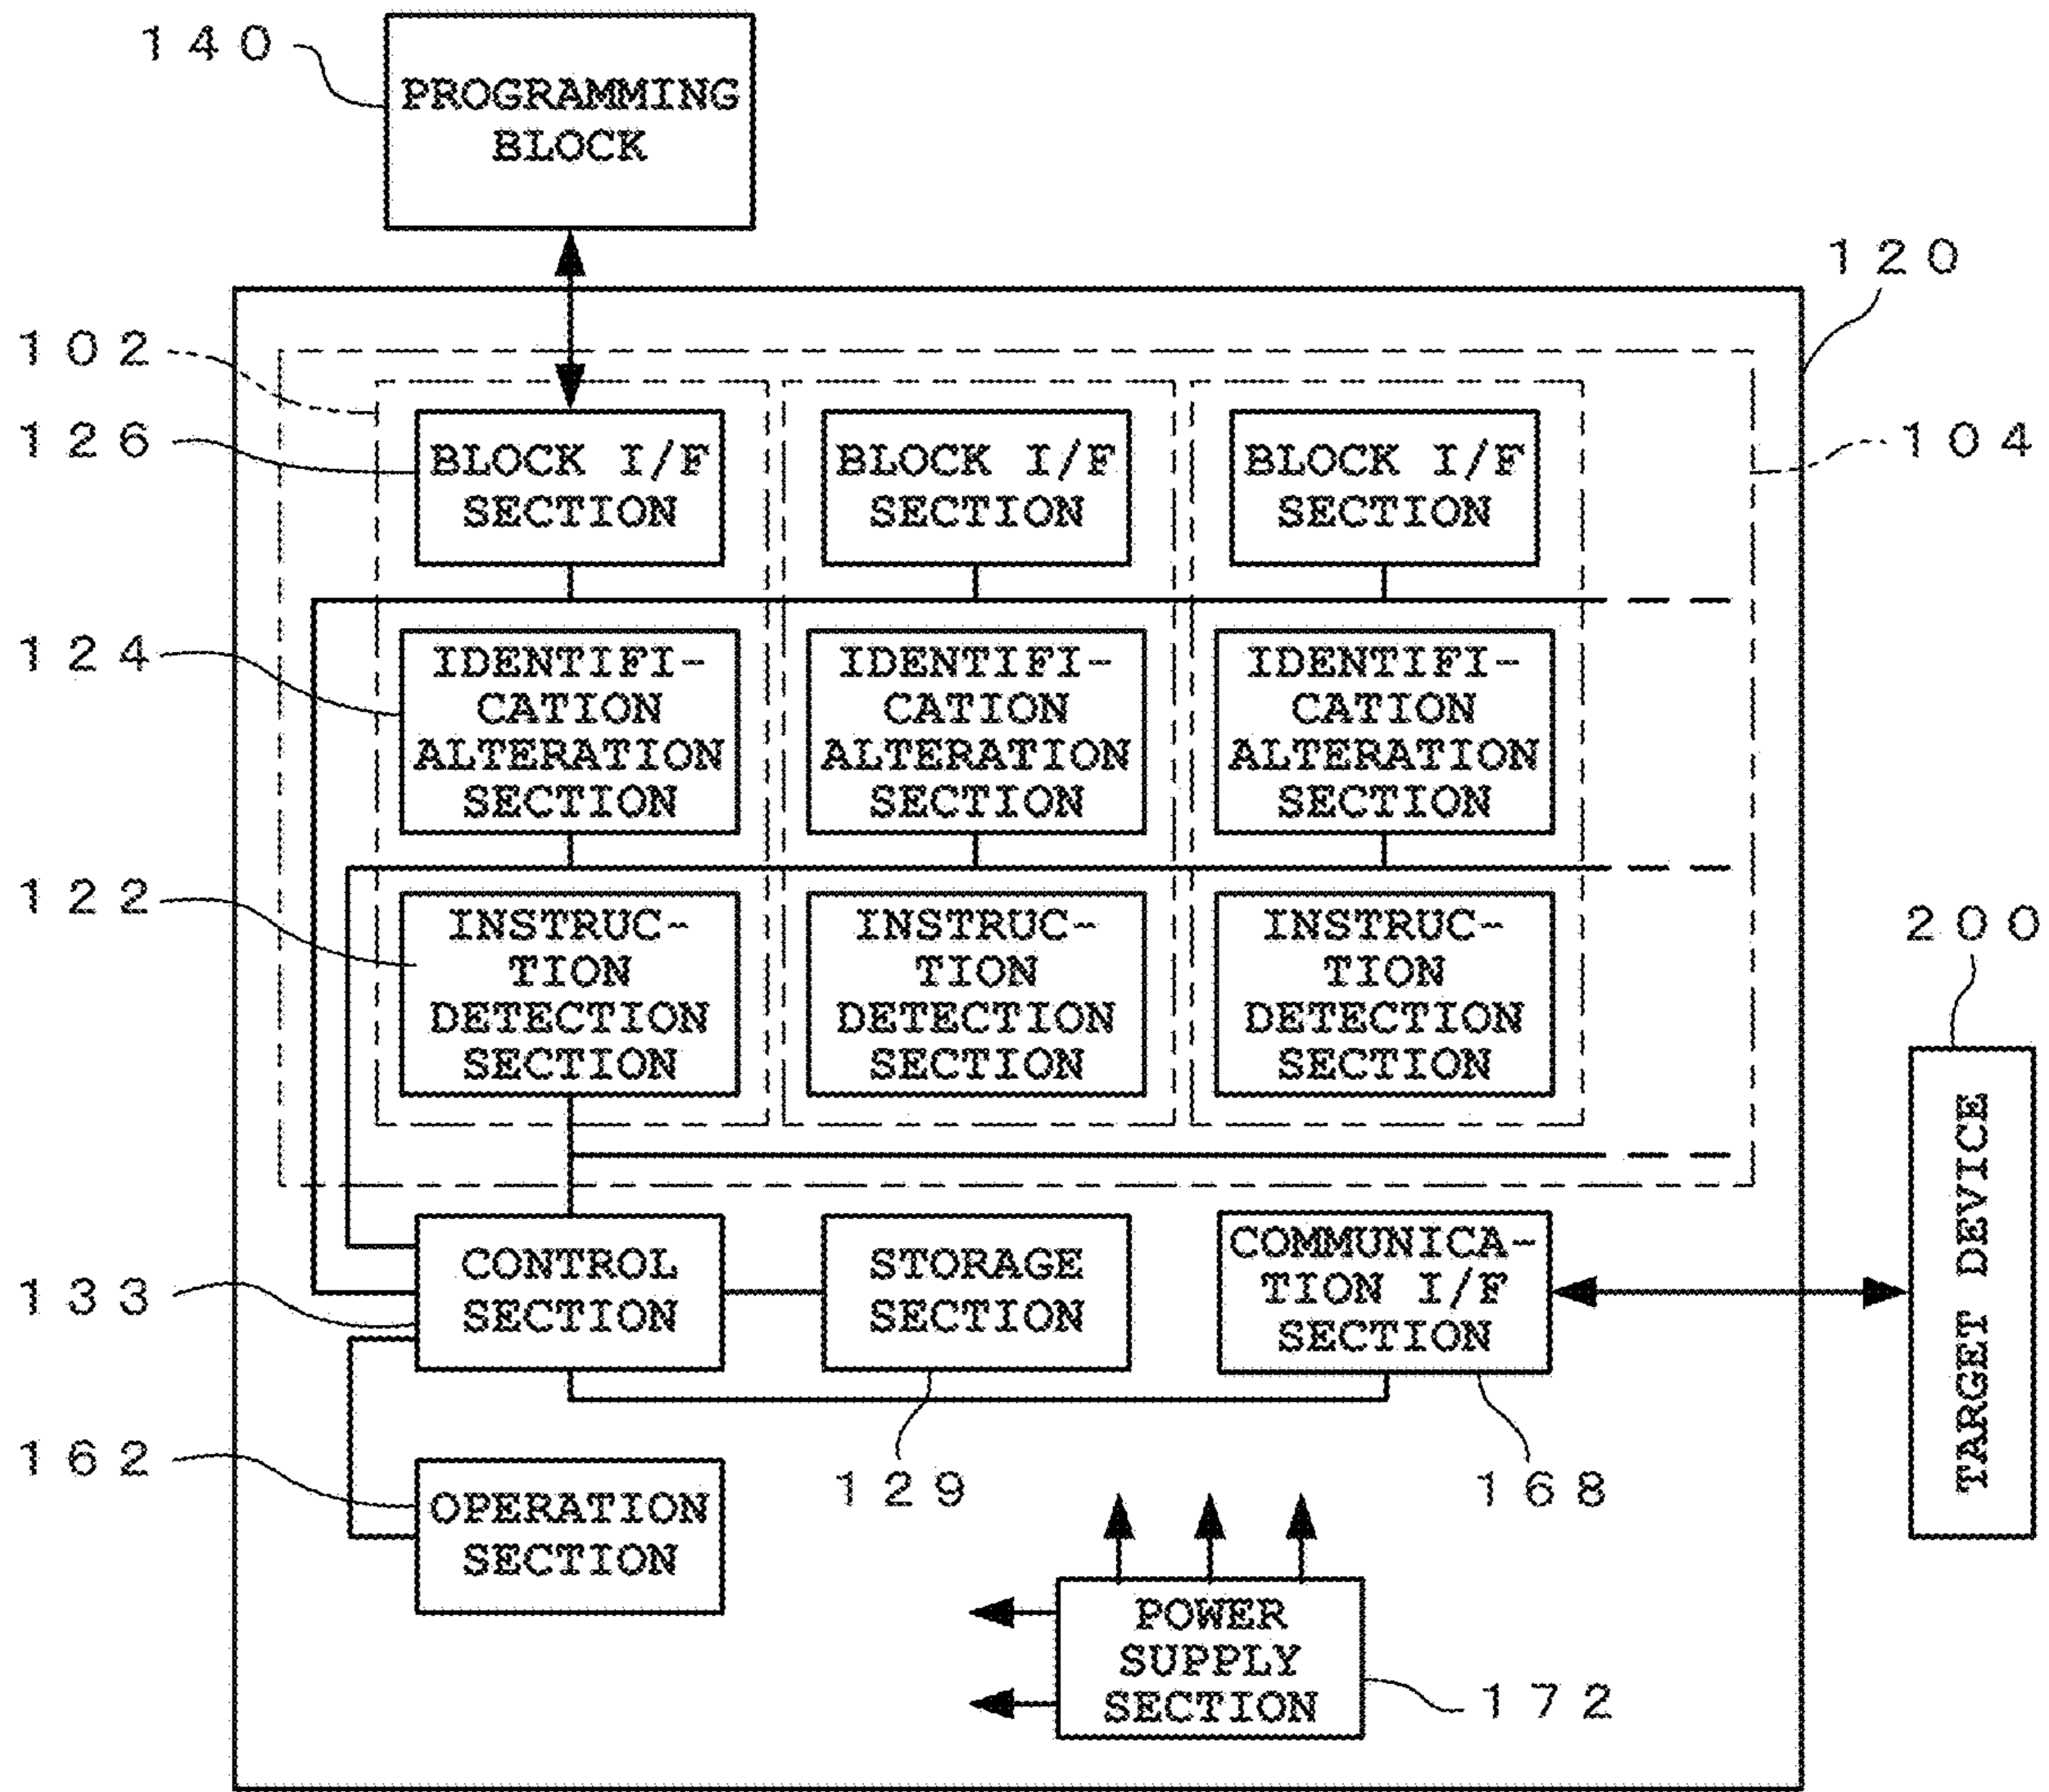 140
PROGRAMMING
BLOCK
120
102
126
BLOCK I/F
SECTION
BLOCK I/F
SECTION
BLOCK I/F
SECTION
104
124
IDENTIFI-
CATION
ALTERATION
SECTION
IDENTIFI-
CATION
ALTERATION
SECTION
IDENTIFI-
CATION
ALTERATION
SECTION
122
INSTRUC-
TION
DETECTION
SECTION
INSTRUC-
TION
DETECTION
SECTION
INSTRUC-
TION
DETECTION
SECTION
200
TARGET DEVICE
133
CONTROL
SECTION
STORAGE
SECTION
COMMUNICA-
TION I/F
SECTION
162
OPERATION
SECTION
129
168
POWER
SUPPLY
SECTION
172